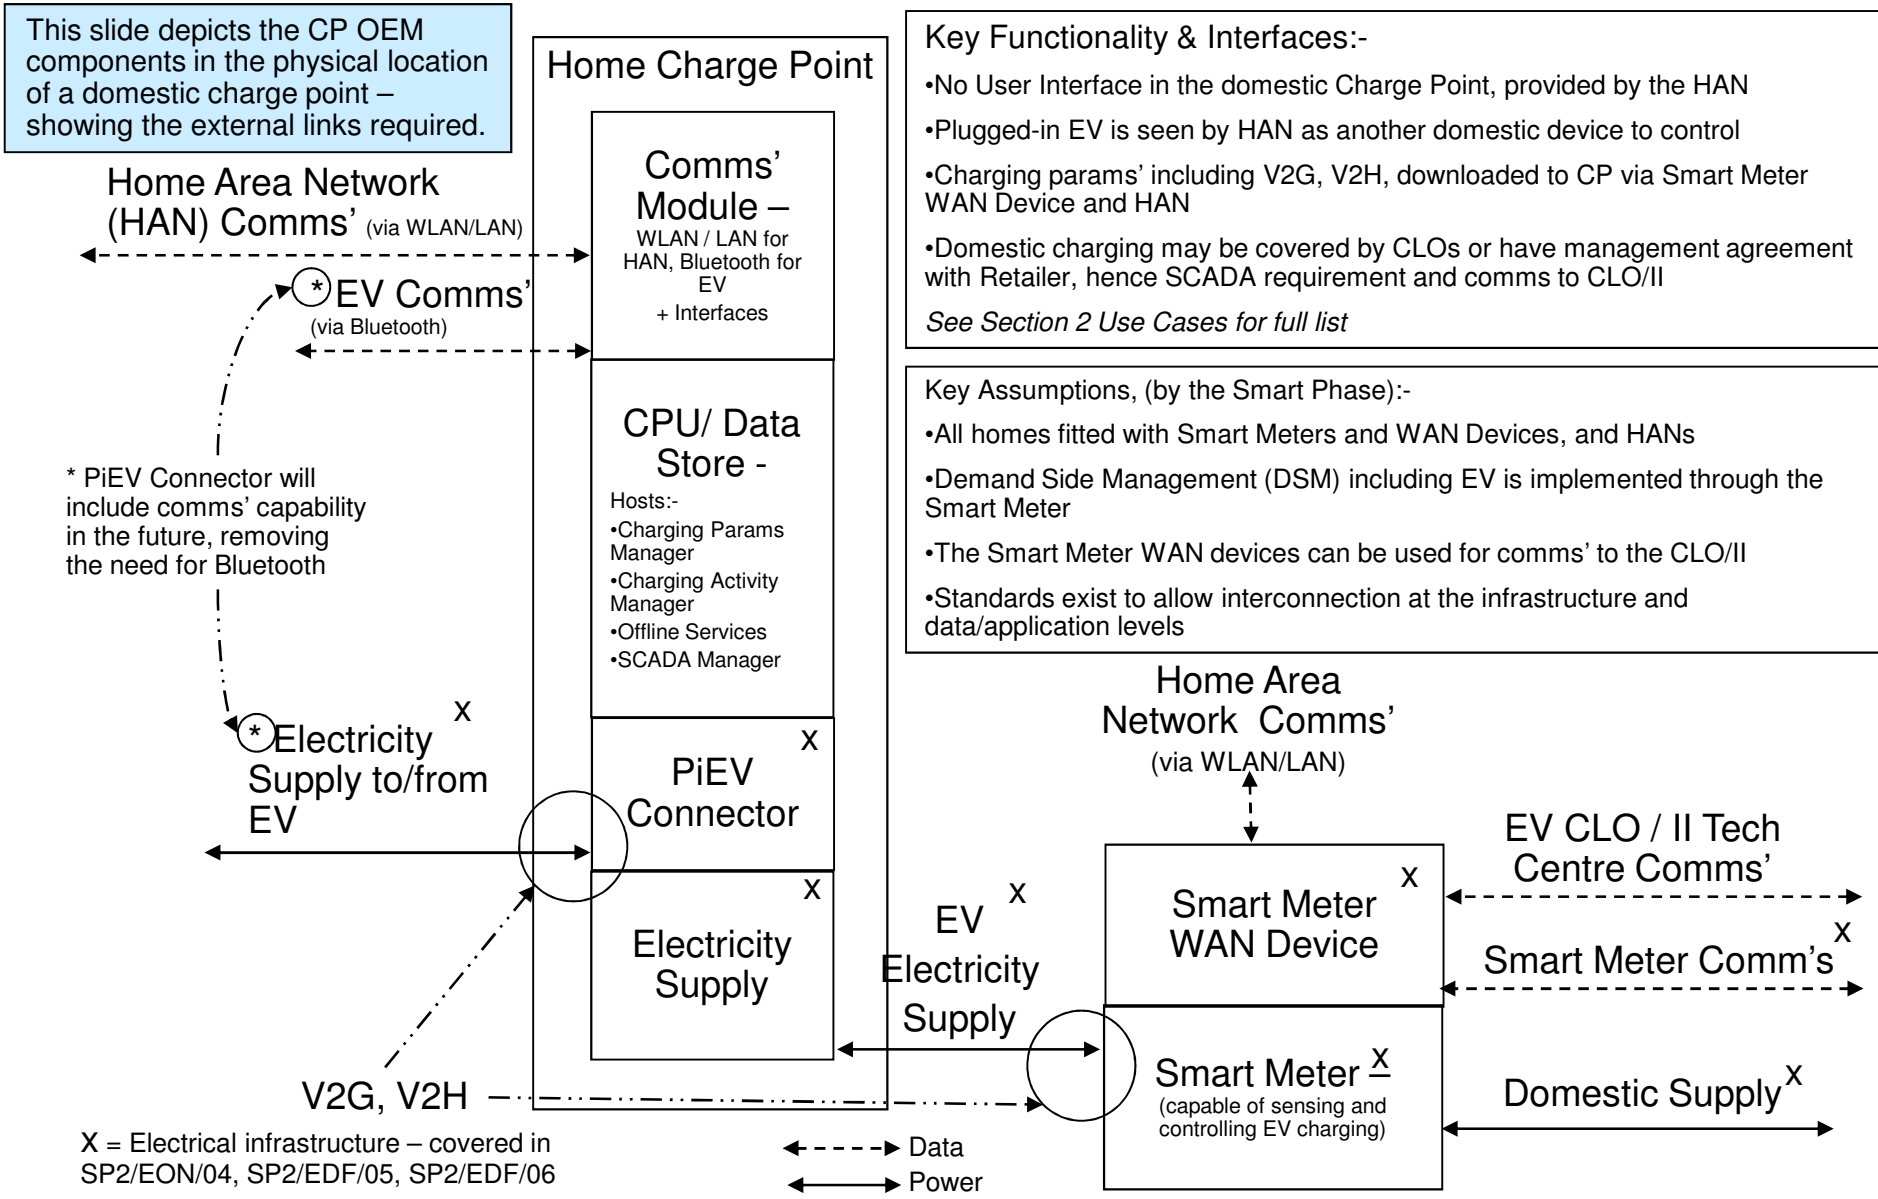 This slide depicts the CP OEM
components in the physical location
of a domestic charge point –
showing the external links required.
Home Area Network
(HAN) Comms' (via WLAN/LAN)
* EV Comms'
(via Bluetooth)
* PiEV Connector will
include comms' capability
in the future, removing
the need for Bluetooth
x
* Electricity
Supply to/from
EV
V2G, V2H
X = Electrical infrastructure – covered in
SP2/EON/04, SP2/EDF/05, SP2/EDF/06
Home Charge Point
Comms'
Module –
WLAN / LAN for
HAN, Bluetooth for
EV
+ Interfaces
CPU/ Data
Store -
Hosts:-
•Charging Params
Manager
•Charging Activity
Manager
•Offline Services
•SCADA Manager
x
PiEV
Connector
x
Electricity
Supply
Key Functionality & Interfaces:-
•No User Interface in the domestic Charge Point, provided by the HAN
•Plugged-in EV is seen by HAN as another domestic device to control
•Charging params' including V2G, V2H, downloaded to CP via Smart Meter
WAN Device and HAN
•Domestic charging may be covered by CLOs or have management agreement
with Retailer, hence SCADA requirement and comms to CLO/II
See Section 2 Use Cases for full list
Key Assumptions, (by the Smart Phase):-
•All homes fitted with Smart Meters and WAN Devices, and HANs
•Demand Side Management (DSM) including EV is implemented through the
Smart Meter
•The Smart Meter WAN devices can be used for comms' to the CLO/II
•Standards exist to allow interconnection at the infrastructure and
data/application levels
Home Area
Network Comms'
(via WLAN/LAN)
EV x
Electricity
Supply
x
Smart Meter
WAN Device
Smart Meter x
(capable of sensing and
controlling EV charging)
EV CLO / II Tech
Centre Comms'
x
Smart Meter Comm's
Domestic Supply x
Data
Power